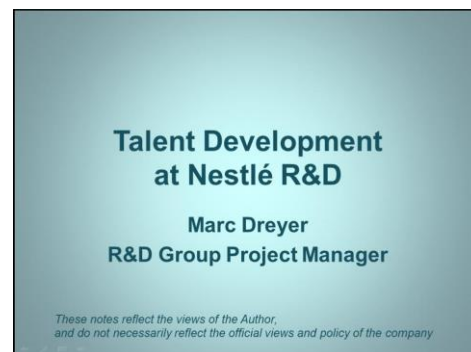 Talent Development
at Nestlé R&D
Marc Dreyer
R&D Group Project Manager
These notes reflect the views of the Author,
and do not necessarily reflect the official views and policy of the company